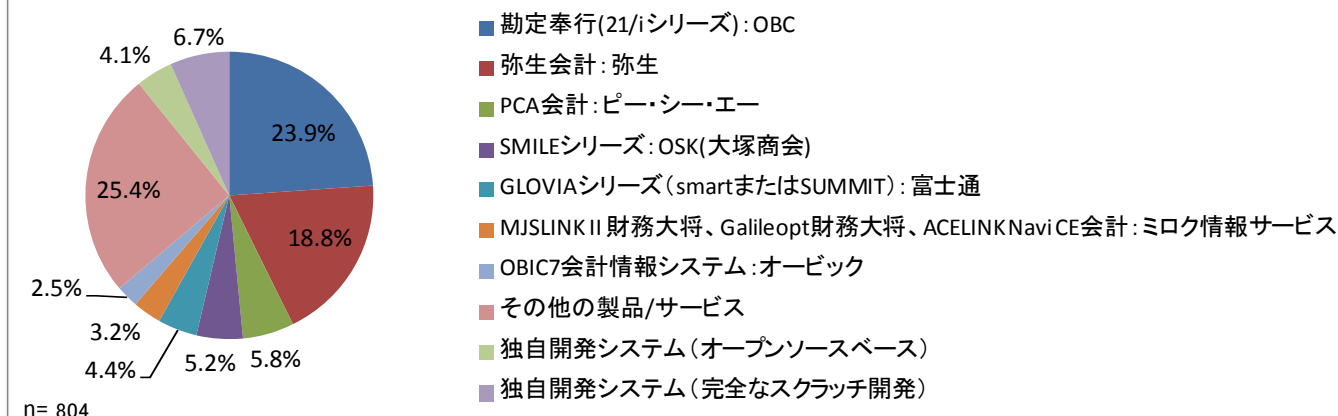 6.7%
4.1%
23.9%
25.4%
18.8%
2.5%
3.2%
4.4%
5.2%
5.8%
n= 804
勘定奉行(21/iシリーズ):OBC
弥生会計:弥生
PCA会計:ピー・シー・エー
SMILEシリーズ:OSK(大塚商会)
GLOVIAシリーズ(smartまたはSUMMIT):富士通
MJSLINKⅡ財務大将、Galileopt財務大将、ACELINKNaviCE会計:ミロク情報サービス
OBIC7会計情報システム:オービック
その他の製品/サービス
独自開発システム(オープンソースベース)
独自開発システム(完全なスクラッチ開発)